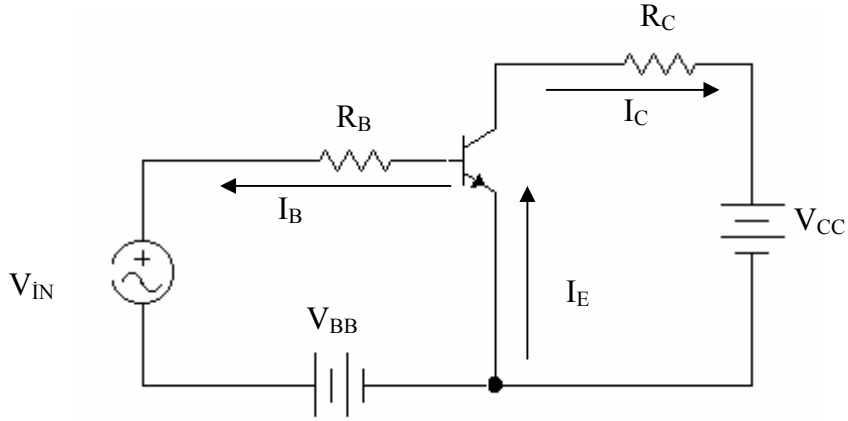 R_C
I_C
R_B
I_B
V_CC
V_İN
I_E
V_BB
+